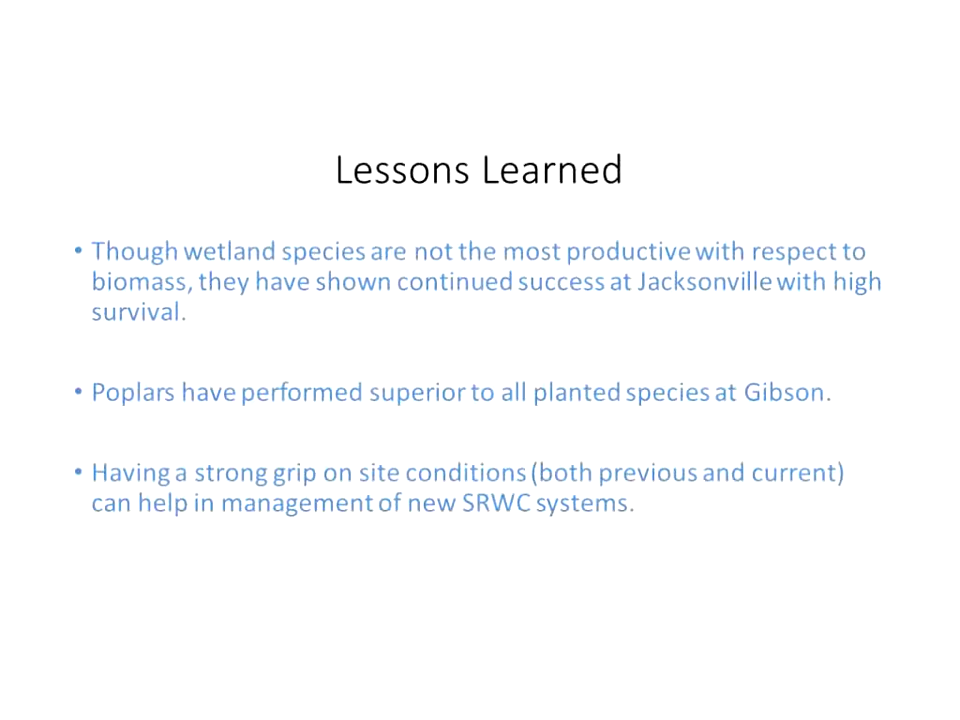 Lessons Learned
• Though wetland species are not the most productive with respect to
biomass, they have shown continued success at Jacksonville with high
survival.
• Poplars have performed superior to all planted species at Gibson.
• Having a strong grip on site conditions (both previous and current)
can help in management of new SRWC systems.